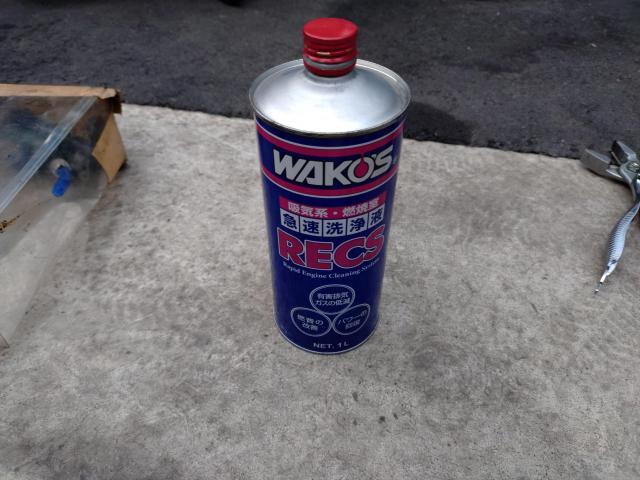 WAKO'S
吸気系・燃焼室
急速洗浄液
RECS
Rapid Engine Cleaning System
有害排気
ガスの低減
燃費の
改善
パワーの
回復
NET. 1L